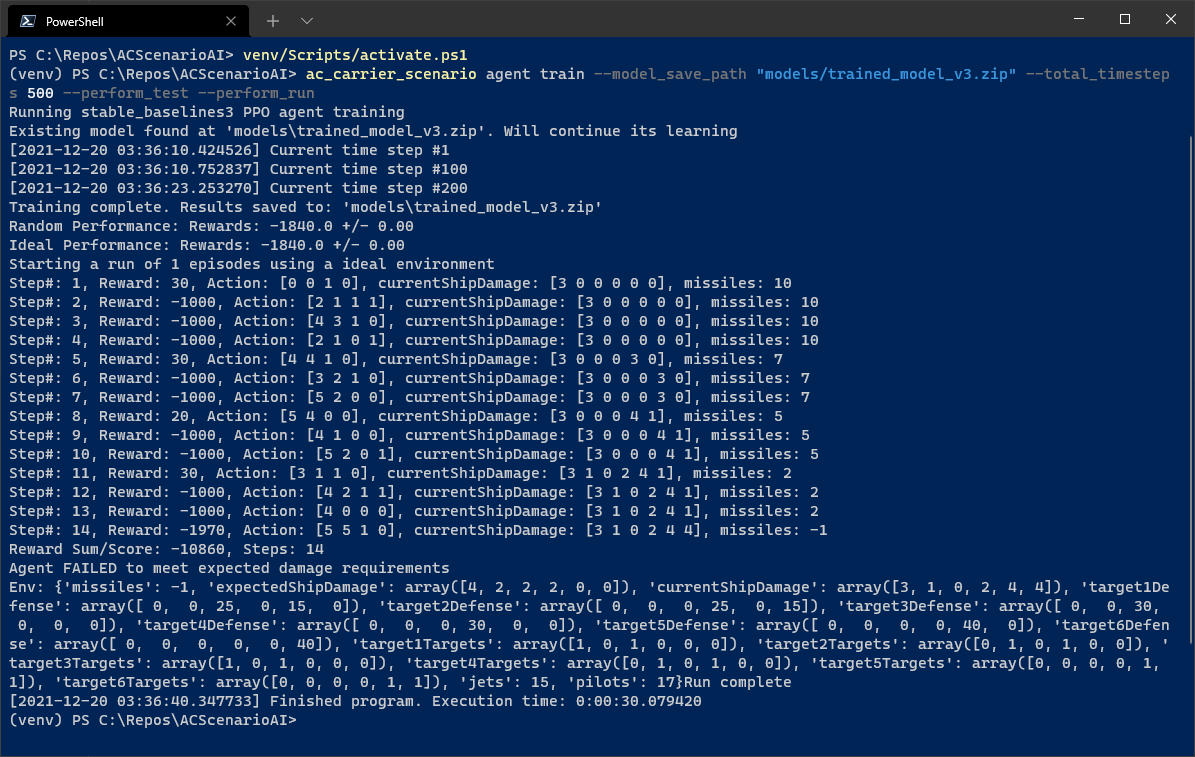 PowerShell
PS C:\Repos\ACScenarioAI> venv/Scripts/activate.ps1
(venv) PS C:\Repos\ACScenarioAI> ac_carrier_scenario agent train --model_save_path "models/trained_model_v3.zip" --total_timestep
s 500 --perform_test --perform_run
Running stable_baselines3 PPO agent training
Existing model found at 'models\trained_model_v3.zip'. Will continue its learning
[2021-12-20 03:36:10.424526] Current time step #1
[2021-12-20 03:36:10.752837] Current time step #100
[2021-12-20 03:36:23.253270] Current time step #200
Training complete. Results saved to: 'models\trained_model_v3.zip'
Random Performance: Rewards: -1840.0 +/- 0.00
Ideal Performance: Rewards: -1840.0 +/- 0.00
Starting a run of 1 episodes using a ideal environment
Step#: 1, Reward: 30, Action: [0 0 1 0], currentShipDamage: [3 0 0 0 0 0], missiles: 10
Step#: 2, Reward: -1000, Action: [2 1 1 1], currentShipDamage: [3 0 0 0 0 0], missiles: 10
Step#: 3, Reward: -1000, Action: [4 3 1 0], currentShipDamage: [3 0 0 0 0 0], missiles: 10
Step#: 4, Reward: -1000, Action: [2 1 0 1], currentShipDamage: [3 0 0 0 0 0], missiles: 10
Step#: 5, Reward: 30, Action: [4 4 1 0], currentShipDamage: [3 0 0 0 3 0], missiles: 7
Step#: 6, Reward: -1000, Action: [3 2 1 0], currentShipDamage: [3 0 0 0 3 0], missiles: 7
Step#: 7, Reward: -1000, Action: [5 2 0 0], currentShipDamage: [3 0 0 0 3 0], missiles: 7
Step#: 8, Reward: 20, Action: [5 4 0 0], currentShipDamage: [3 0 0 0 4 1], missiles: 5
Step#: 9, Reward: -1000, Action: [4 1 0 0], currentShipDamage: [3 0 0 0 4 1], missiles: 5
Step#: 10, Reward: -1000, Action: [5 2 0 1], currentShipDamage: [3 0 0 0 4 1], missiles: 5
Step#: 11, Reward: 30, Action: [3 1 1 0], currentShipDamage: [3 1 0 2 4 1], missiles: 2
Step#: 12, Reward: -1000, Action: [4 2 1 1], currentShipDamage: [3 1 0 2 4 1], missiles: 2
Step#: 13, Reward: -1000, Action: [4 0 0 0], currentShipDamage: [3 1 0 2 4 1], missiles: 2
Step#: 14, Reward: -1970, Action: [5 5 1 0], currentShipDamage: [3 1 0 2 4 4], missiles: -1
Reward Sum/Score: -10860, Steps: 14
Agent FAILED to meet expected damage requirements
Env: {'missiles': -1, 'expectedShipDamage': array([4, 2, 2, 2, 0, 0]), 'currentShipDamage': array([3, 1, 0, 2, 4, 4]), 'target1De
fense': array([ 0,  0, 25,  0, 15,  0]), 'target2Defense': array([ 0,  0,  0, 25,  0, 15]), 'target3Defense': array([ 0,  0, 30,
 0,  0,  0]), 'target4Defense': array([ 0,  0,  0, 30,  0,  0]), 'target5Defense': array([ 0,  0,  0,  0, 40,  0]), 'target6Defen
se': array([ 0,  0,  0,  0,  0, 40]), 'target1Targets': array([1, 0, 1, 0, 0, 0]), 'target2Targets': array([0, 1, 0, 1, 0, 0]), '
target3Targets': array([1, 0, 1, 0, 0, 0]), 'target4Targets': array([0, 1, 0, 1, 0, 0]), 'target5Targets': array([0, 0, 0, 0, 1,
1]), 'target6Targets': array([0, 0, 0, 0, 1, 1]), 'jets': 15, 'pilots': 17}Run complete
[2021-12-20 03:36:40.347733] Finished program. Execution time: 0:00:30.079420
(venv) PS C:\Repos\ACScenarioAI>